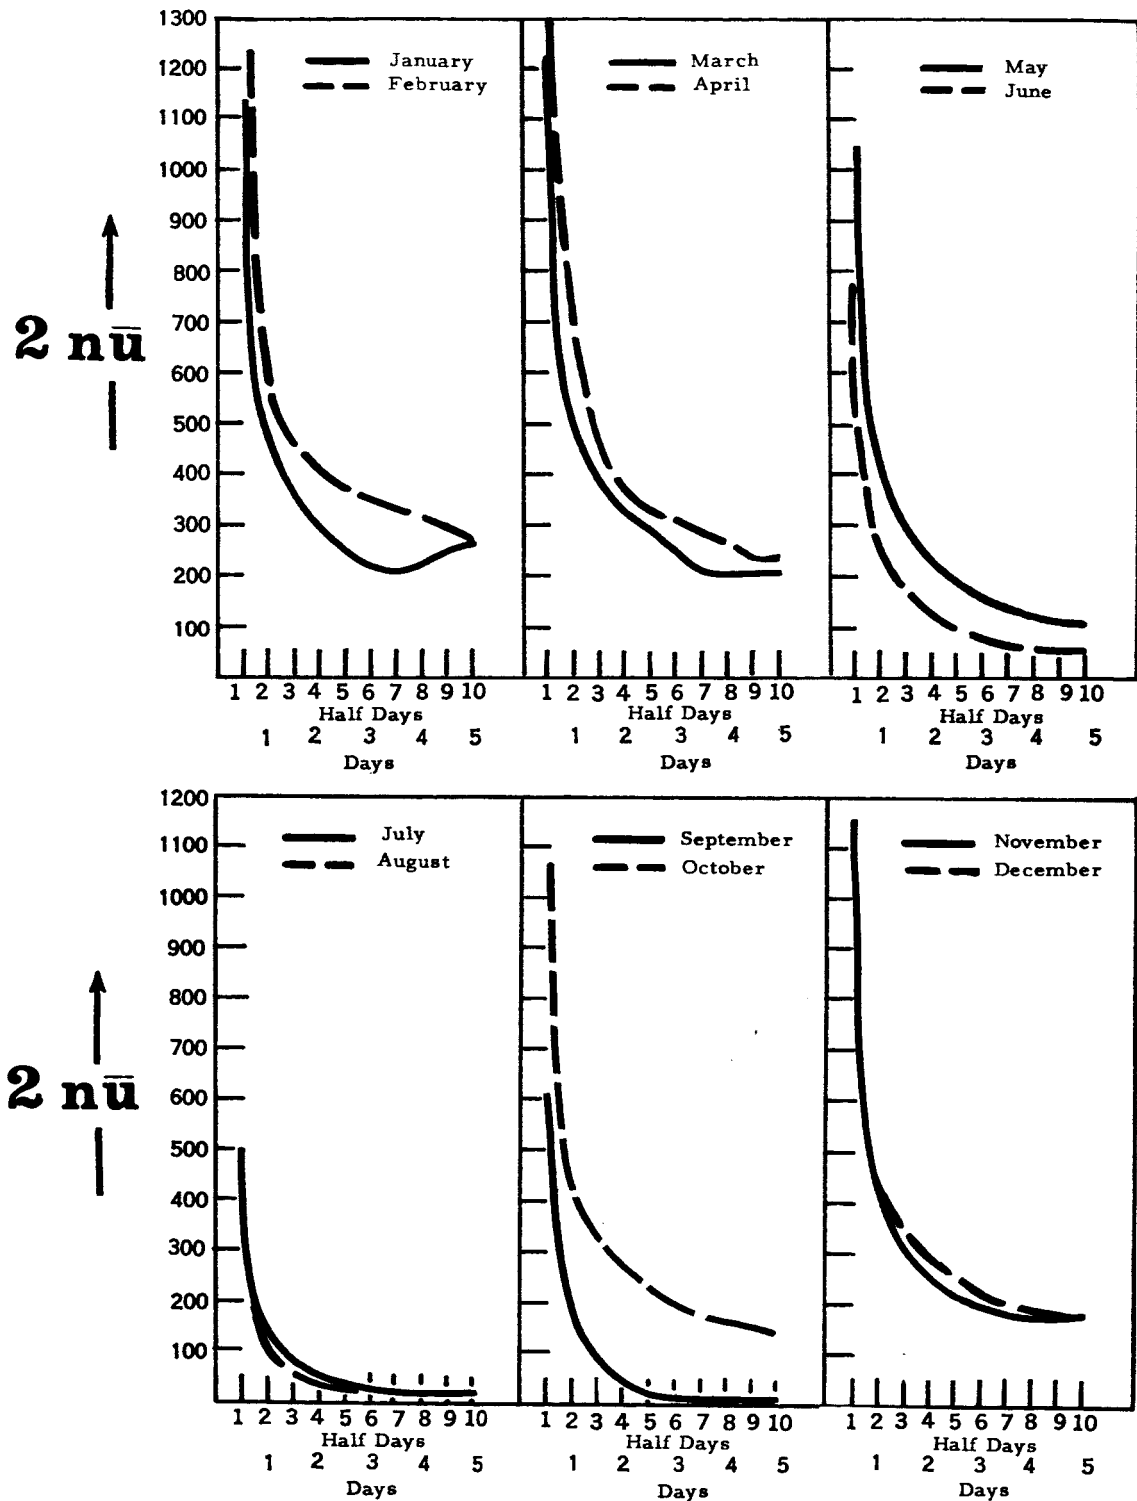 1300
1200
1100
1000
900
800
700
600
500
400
300
200
100
2 nū
January
February
March
April
May
June
1 2 3 4 5 6 7 8 9 10
Half Days
1 2 3 4 5
Days
1 2 3 4 5 6 7 8 9 10
Half Days
1 2 3 4 5
Days
1 2 3 4 5 6 7 8 9 10
Half Days
1 2 3 4 5
Days
1200
1100
1000
900
800
700
600
500
400
300
200
100
2 nū
July
August
September
October
November
December
1 2 3 4 5 6 7 8 9 10
Half Days
1 2 3 4 5
Days
1 2 3 4 5 6 7 8 9 10
Half Days
1 2 3 4 5
Days
1 2 3 4 5 6 7 8 9 10
Half Days
1 2 3 4 5
Days